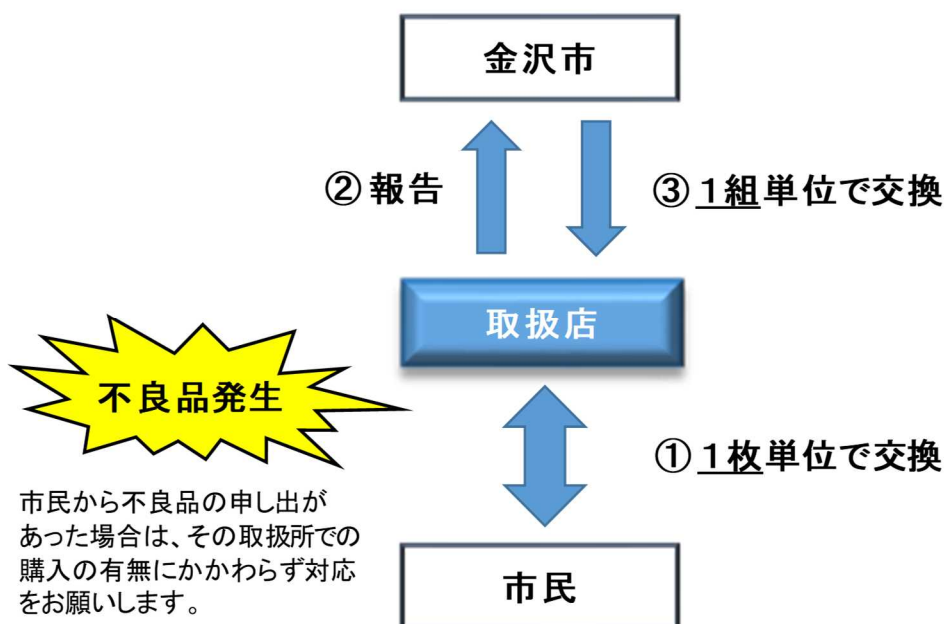 金沢市
②報告
③1組単位で交換
取扱店
不良品発生
①1枚単位で交換
市民から不良品の申し出が
あった場合は、その取扱所での
購入の有無にかかわらず対応
をお願いします。
市民